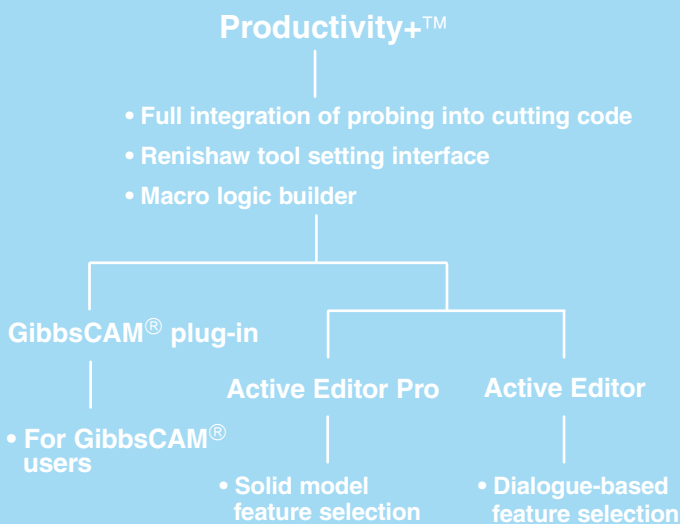 Productivity+™
• Full integration of probing into cutting code
• Renishaw tool setting interface
• Macro logic builder
GibbsCAM® plug-in
• For GibbsCAM®
users
Active Editor Pro
• Solid model
feature selection
Active Editor
• Dialogue-based
feature selection